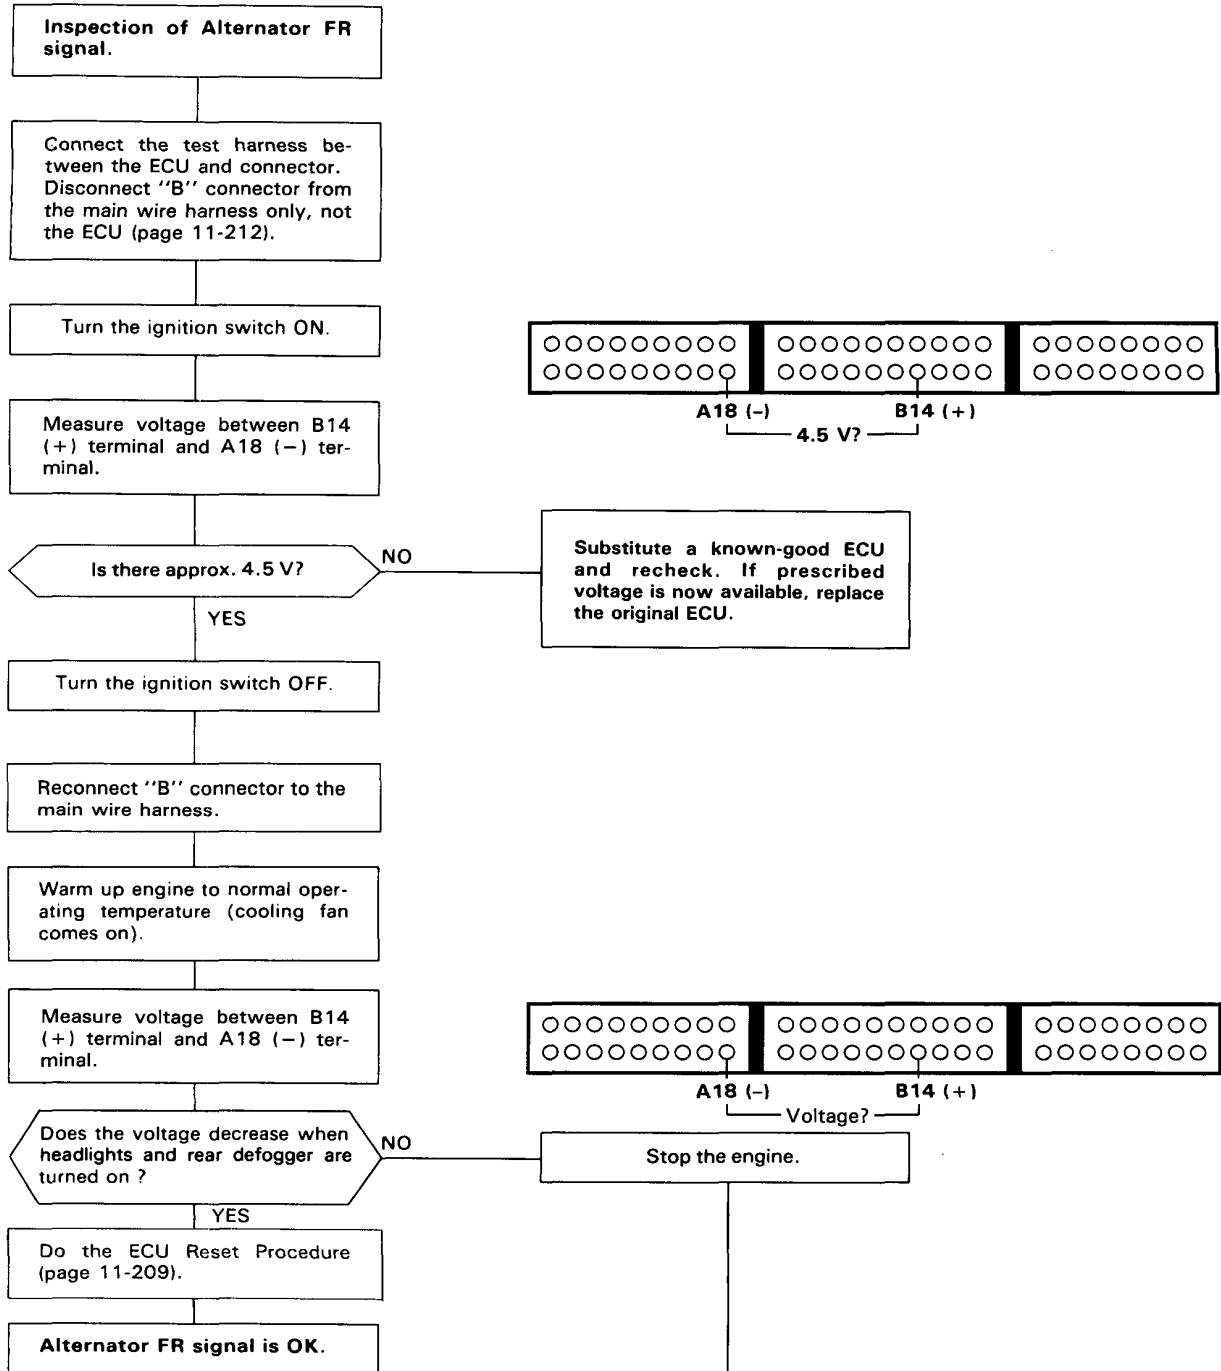 Inspection of Alternator FR
signal.
Connect the test harness be-
tween the ECU and connector.
Disconnect "B" connector from
the main wire harness only, not
the ECU (page 11-212).
Turn the ignition switch ON.
A18 (–) B14 (+)
4.5 V?
Measure voltage between B14
(+) terminal and A18 (–) ter-
minal.
Is there approx. 4.5 V?
NO
Substitute a known-good ECU
and recheck. If prescribed
voltage is now available, replace
the original ECU.
YES
Turn the ignition switch OFF.
Reconnect "B" connector to the
main wire harness.
Warm up engine to normal oper-
ating temperature (cooling fan
comes on).
Measure voltage between B14
(+) terminal and A18 (–) ter-
minal.
A18 (–) B14 (+)
Voltage?
Does the voltage decrease when
headlights and rear defogger are
turned on ?
NO
Stop the engine.
YES
Do the ECU Reset Procedure
(page 11-209).
Alternator FR signal is OK.